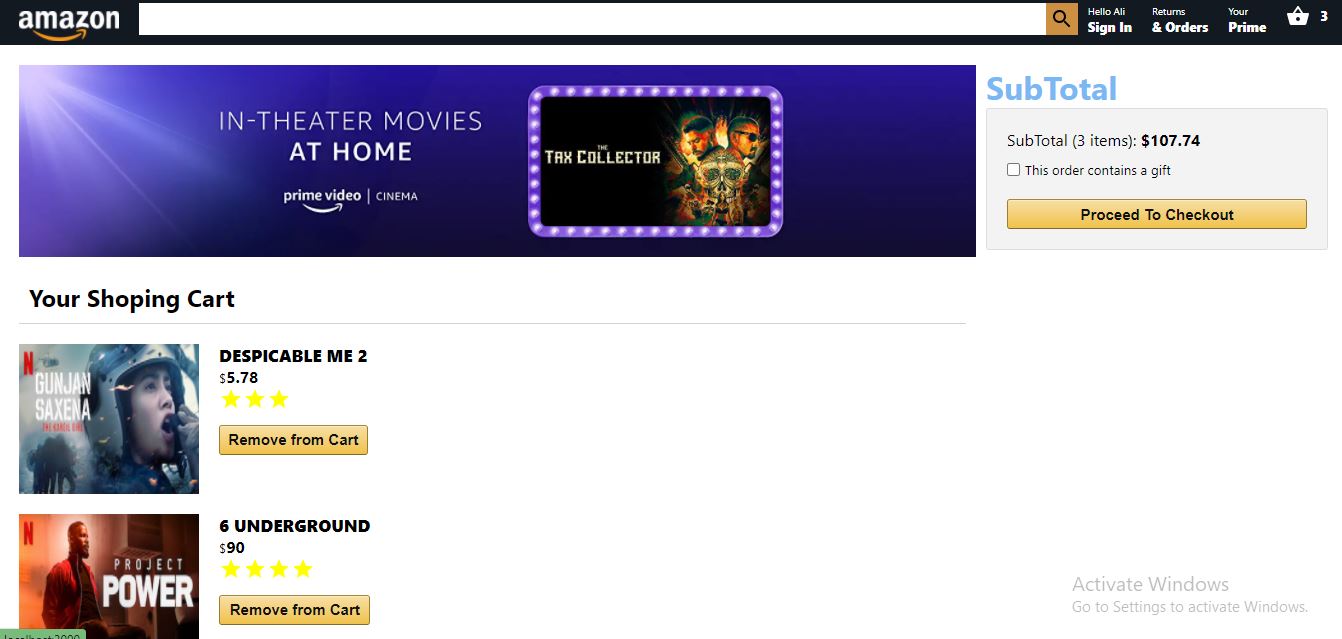 amazon
Hello Ali
Sign In
Returns
& Orders
Your
Prime
3
IN-THEATER MOVIES
AT HOME
prime video | CINEMA
THE
TAX COLLECTOR
SubTotal
SubTotal (3 items): $107.74
This order contains a gift
Proceed To Checkout
Your Shoping Cart
N
GUNJAN
SAXENA
THE KARGIL GIRL
DESPICABLE ME 2
$5.78
Remove from Cart
N
PROJECT
POWER
6 UNDERGROUND
$90
Remove from Cart
Activate Windows
Go to Settings to activate Windows.
localhost:3000